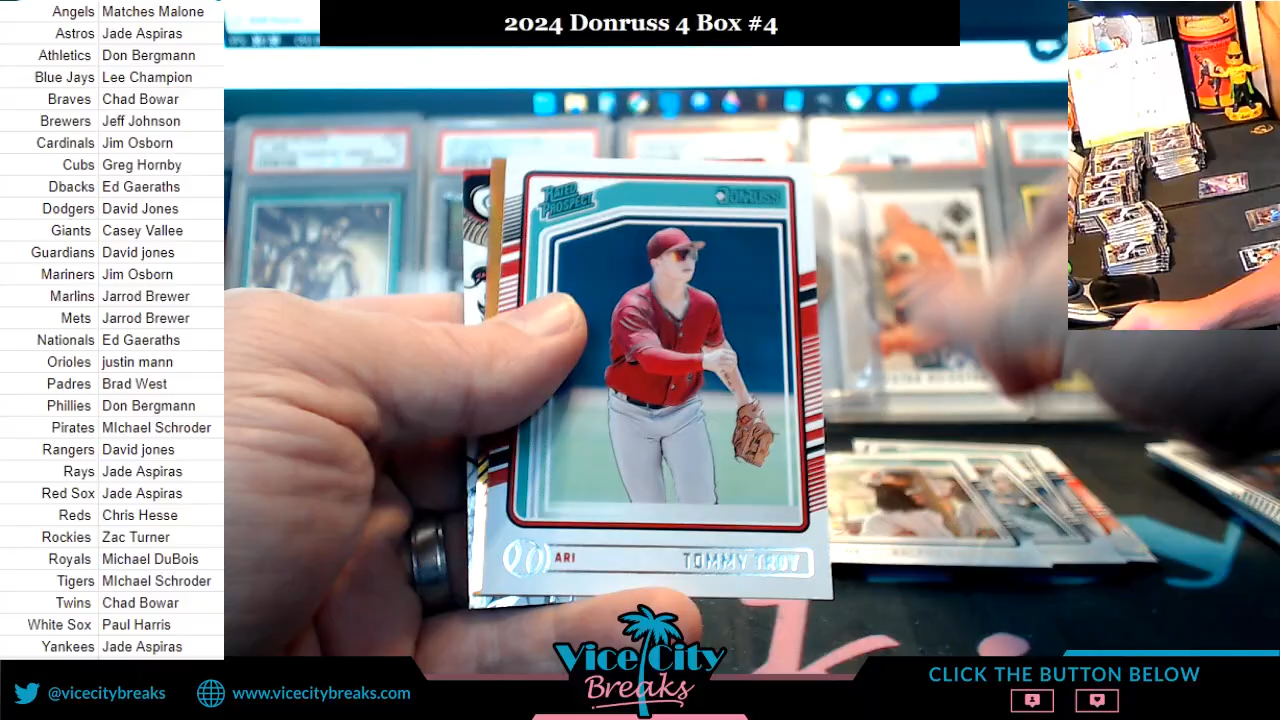 2024 Donruss 4 Box #4
Angels Matches Malone
Astros Jade Aspiras
Athletics Don Bergmann
Blue Jays Lee Champion
Braves Chad Bowar
Brewers Jeff Johnson
Cardinals Jim Osborn
Cubs Greg Hornby
Dbacks Ed Gaeraths
Dodgers David Jones
Giants Casey Vallee
Guardians David jones
Mariners Jim Osborn
Marlins Jarrod Brewer
Mets Jarrod Brewer
Nationals Ed Gaeraths
Orioles justin mann
Padres Brad West
Phillies Don Bergmann
Pirates MIchael Schroder
Rangers David jones
Rays Jade Aspiras
Red Sox Jade Aspiras
Reds Chris Hesse
Rockies Zac Turner
Royals Michael DuBois
Tigers MIchael Schroder
Twins Chad Bowar
White Sox Paul Harris
Yankees Jade Aspiras
RATED
PROSPECT
DONRUSS
ARI TOMMY TROY
Vice City
Breaks
@vicecitybreaks
www.vicecitybreaks.com
CLICK THE BUTTON BELOW